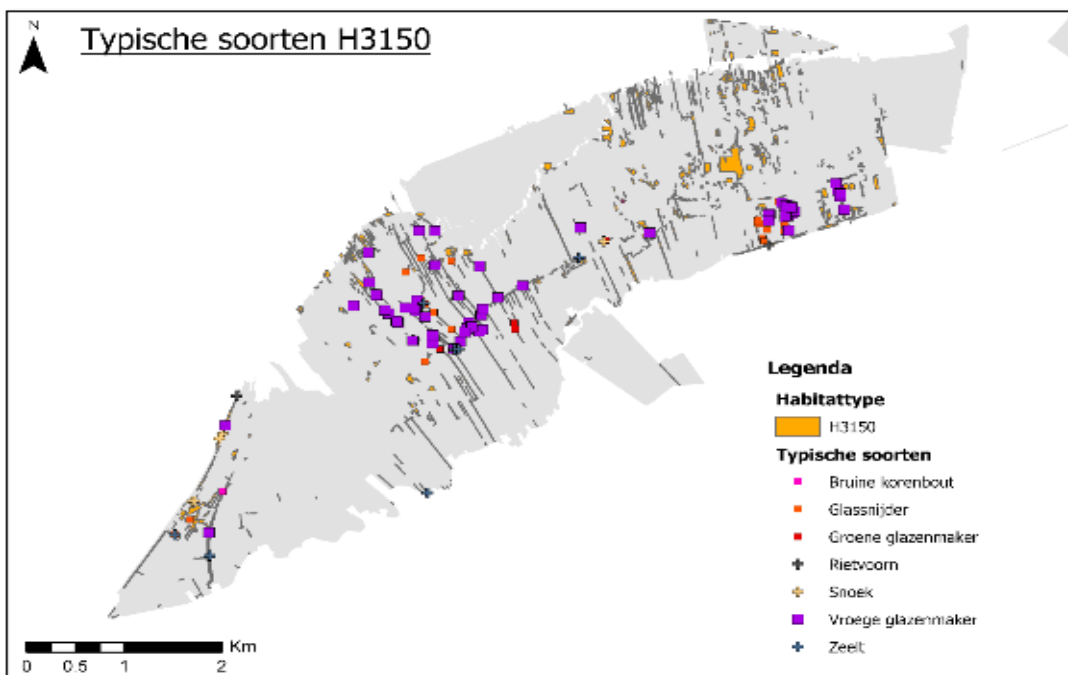 N
Typische soorten H3150
Legenda
Habitattype
H3150
Typische soorten
Bruine korenbout
Glassnijder
Groene glazenmaker
Rietvoorn
Snoek
Vroege glazenmaker
Zeelt
Km
0 0.5 1 2